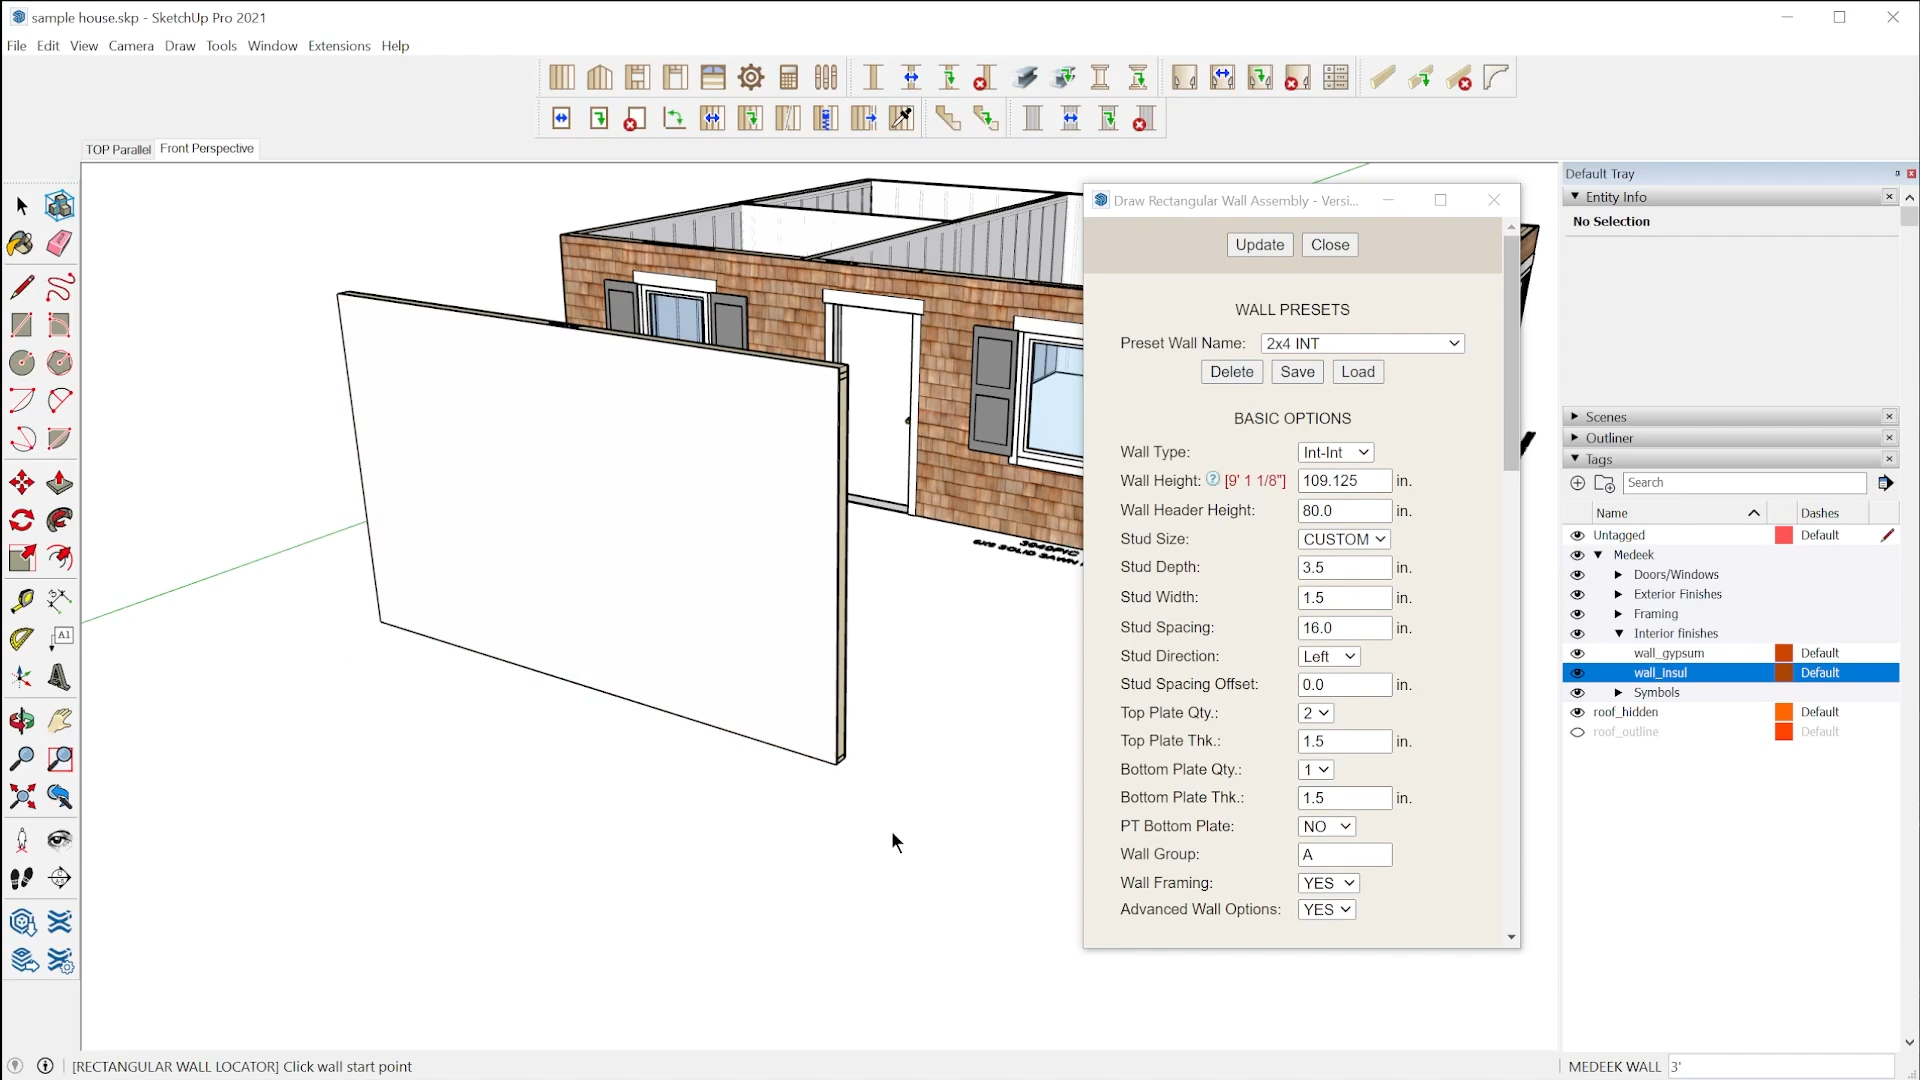 sample house.skp - SketchUp Pro 2021
File Edit View Camera Draw Tools Window Extensions Help
TOP Parallel Front Perspective
Draw Rectangular Wall Assembly - Versi...
Update Close
WALL PRESETS
Preset Wall Name: 2x4 INT
Delete Save Load
BASIC OPTIONS
Wall Type: Int-Int
Wall Height: ? [9' 1 1/8"] 109.125 in.
Wall Header Height: 80.0 in.
Stud Size: CUSTOM
Stud Depth: 3.5 in.
Stud Width: 1.5 in.
Stud Spacing: 16.0 in.
Stud Direction: Left
Stud Spacing Offset: 0.0 in.
Top Plate Qty.: 2
Top Plate Thk.: 1.5 in.
Bottom Plate Qty.: 1
Bottom Plate Thk.: 1.5 in.
PT Bottom Plate: NO
Wall Group: A
Wall Framing: YES
Advanced Wall Options: YES
Default Tray
Entity Info
No Selection
Scenes
Outliner
Tags
Search
Name Dashes
Untagged Default
Medeek
Doors/Windows
Exterior Finishes
Framing
Interior finishes
wall_gypsum Default
wall_insul Default
Symbols
roof_hidden Default
roof_outline Default
A1
[RECTANGULAR WALL LOCATOR] Click wall start point
MEDEEK WALL 3'